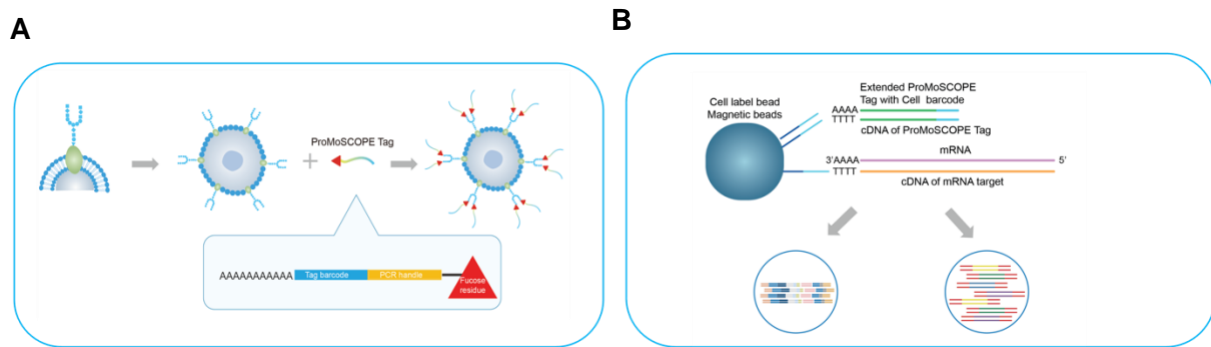 A
ProMoSCOPE Tag
AAAAAAAAAAA Tag barcode PCR handle
Fucose
residue
B
Cell label bead
Magnetic beads
Extended ProMoSCOPE
Tag with Cell barcode
AAAA
TTTT
cDNA of ProMoSCOPE Tag
mRNA
3'AAAA 5'
TTTT
cDNA of mRNA target